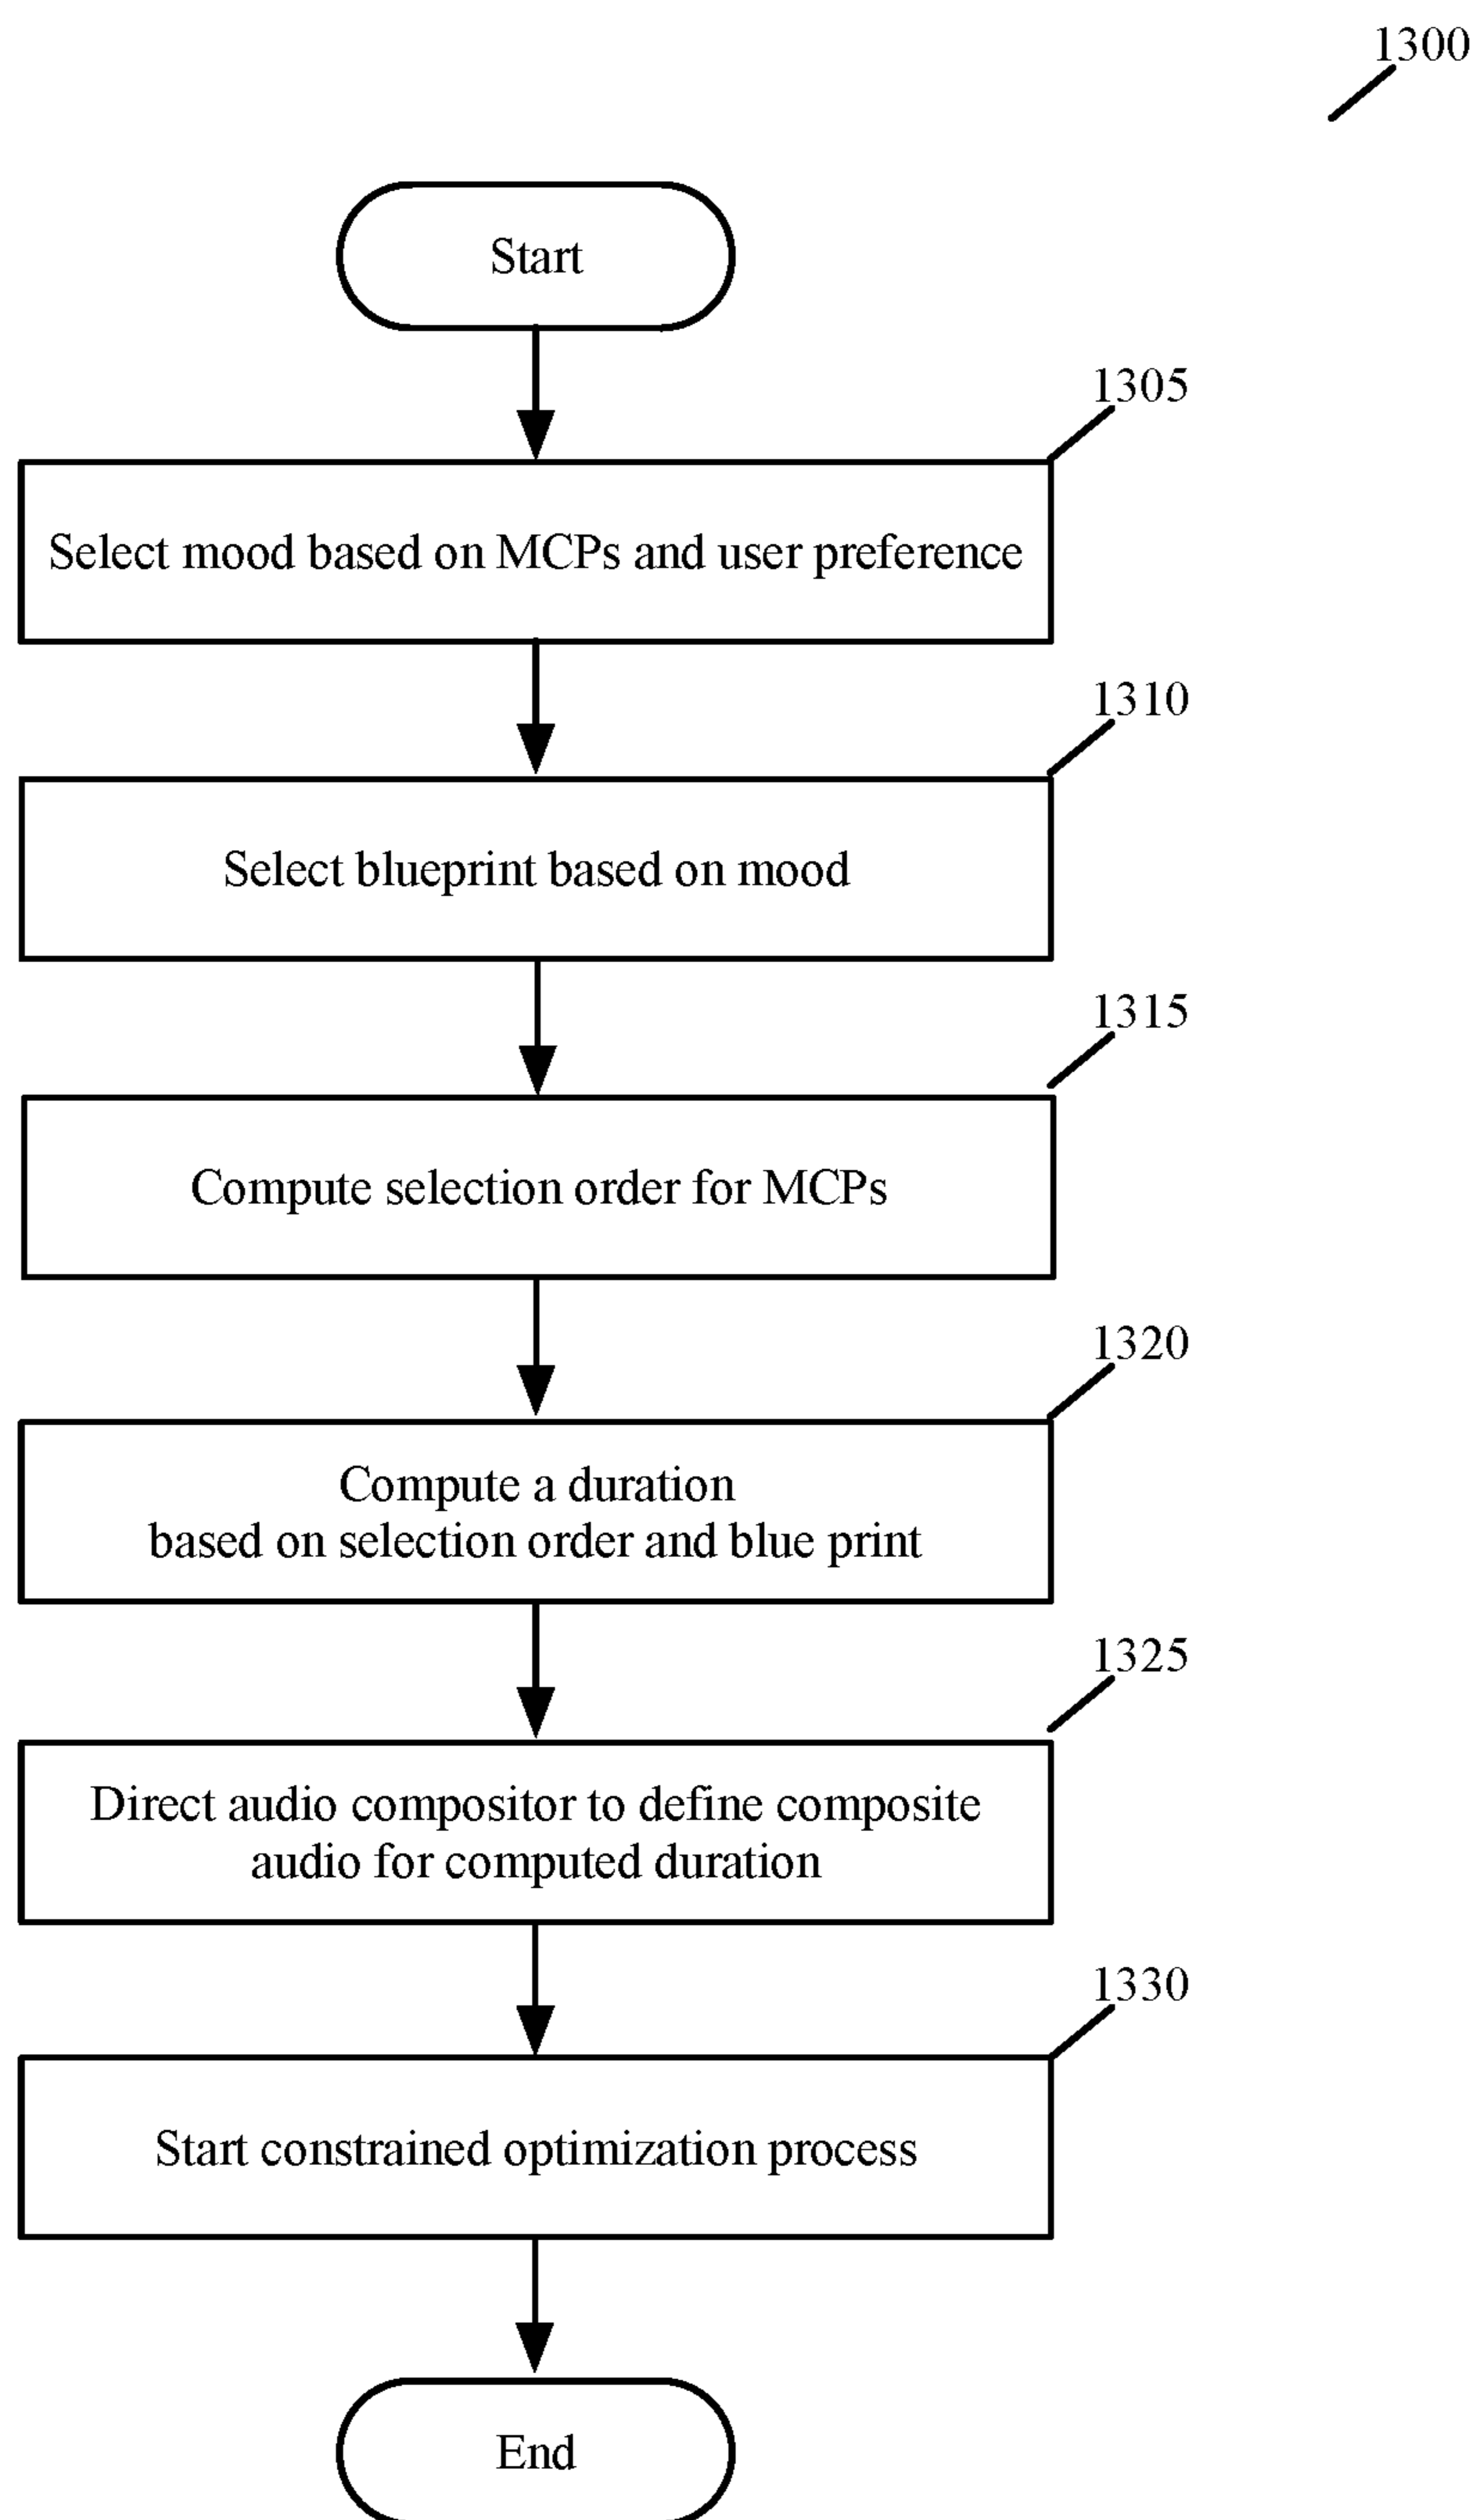 1300
Start
1305
Select mood based on MCPs and user preference
1310
Select blueprint based on mood
1315
Compute selection order for MCPs
1320
Compute a duration
based on selection order and blue print
1325
Direct audio compositor to define composite
audio for computed duration
1330
Start constrained optimization process
End